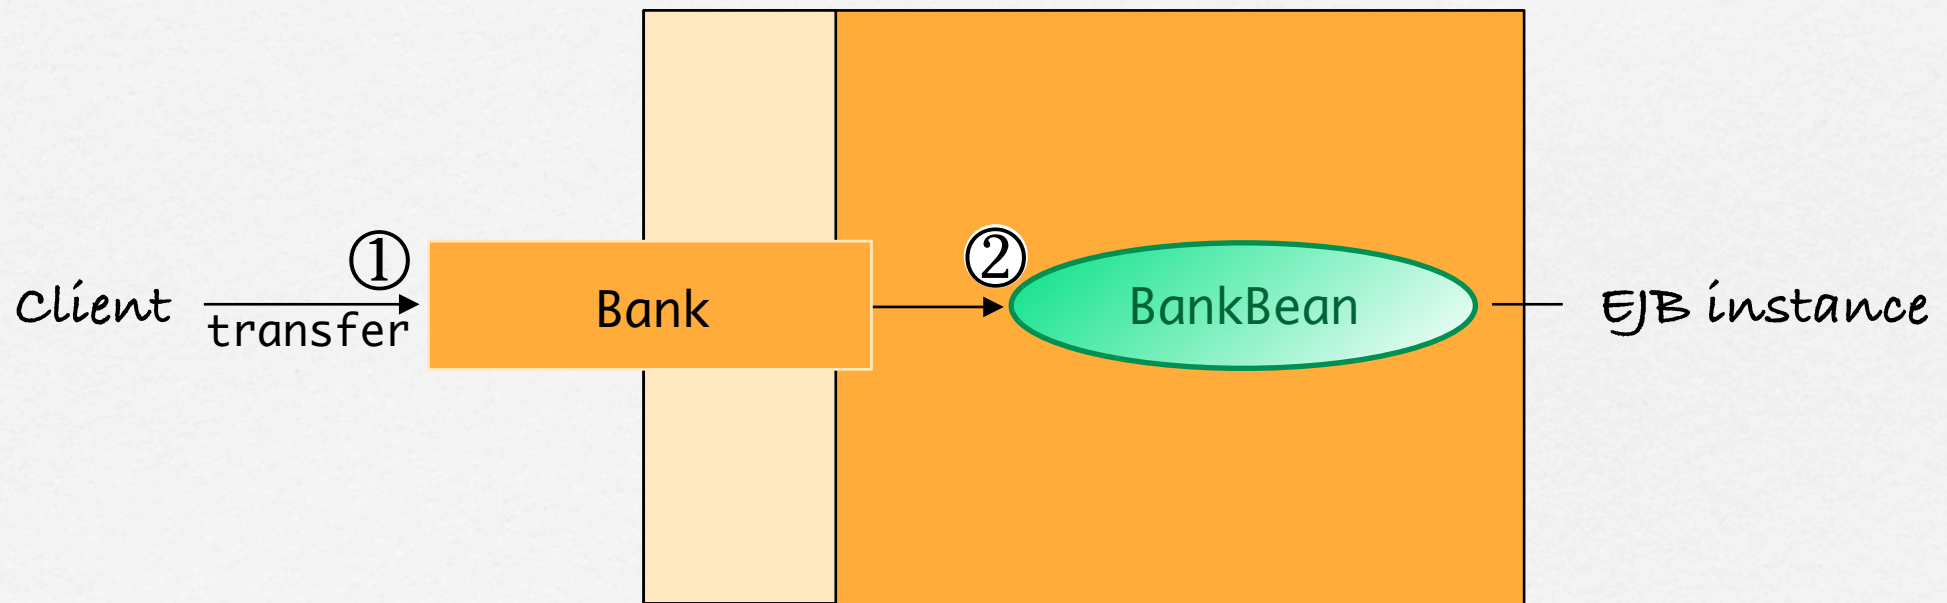 Client
①
transfer
Bank
②
BankBean
EJB instance